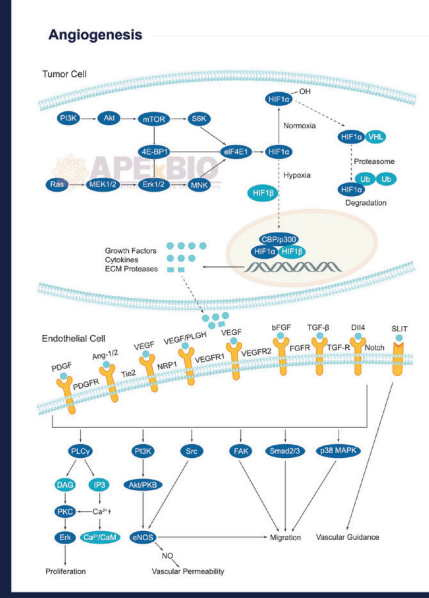 Angiogenesis
Tumor Cell
OH
HIF1α
PI3K Akt mTOR S6K
Normoxia
HIF1α VHL
4E-BP1 eIF4E1 HIF1α
Proteasome
APExBIO
Hypoxia
Ub Ub
Ras MEK1/2 Erk1/2 MNK
HIF1α
HIF1β
Degradation
CBP/p300
HIF1α HIF1β
Growth Factors
Cytokines
ECM Proteases
Endothelial Cell
PDGF Ang-1/2 VEGF VEGF/PLGH VEGF bFGF TGF-β Dll4 SLIT
PDGFR Tie2 NRP1 VEGFR1 VEGFR2 FGFR TGF-R Notch
PLCγ PI3K Src FAK Smad2/3 p38 MAPK
DAG IP3 Akt/PKB
PKC Ca²⁺
Erk Ca²⁺/CaM eNOS Migration Vascular Guidance
NO
Proliferation Vascular Permeability